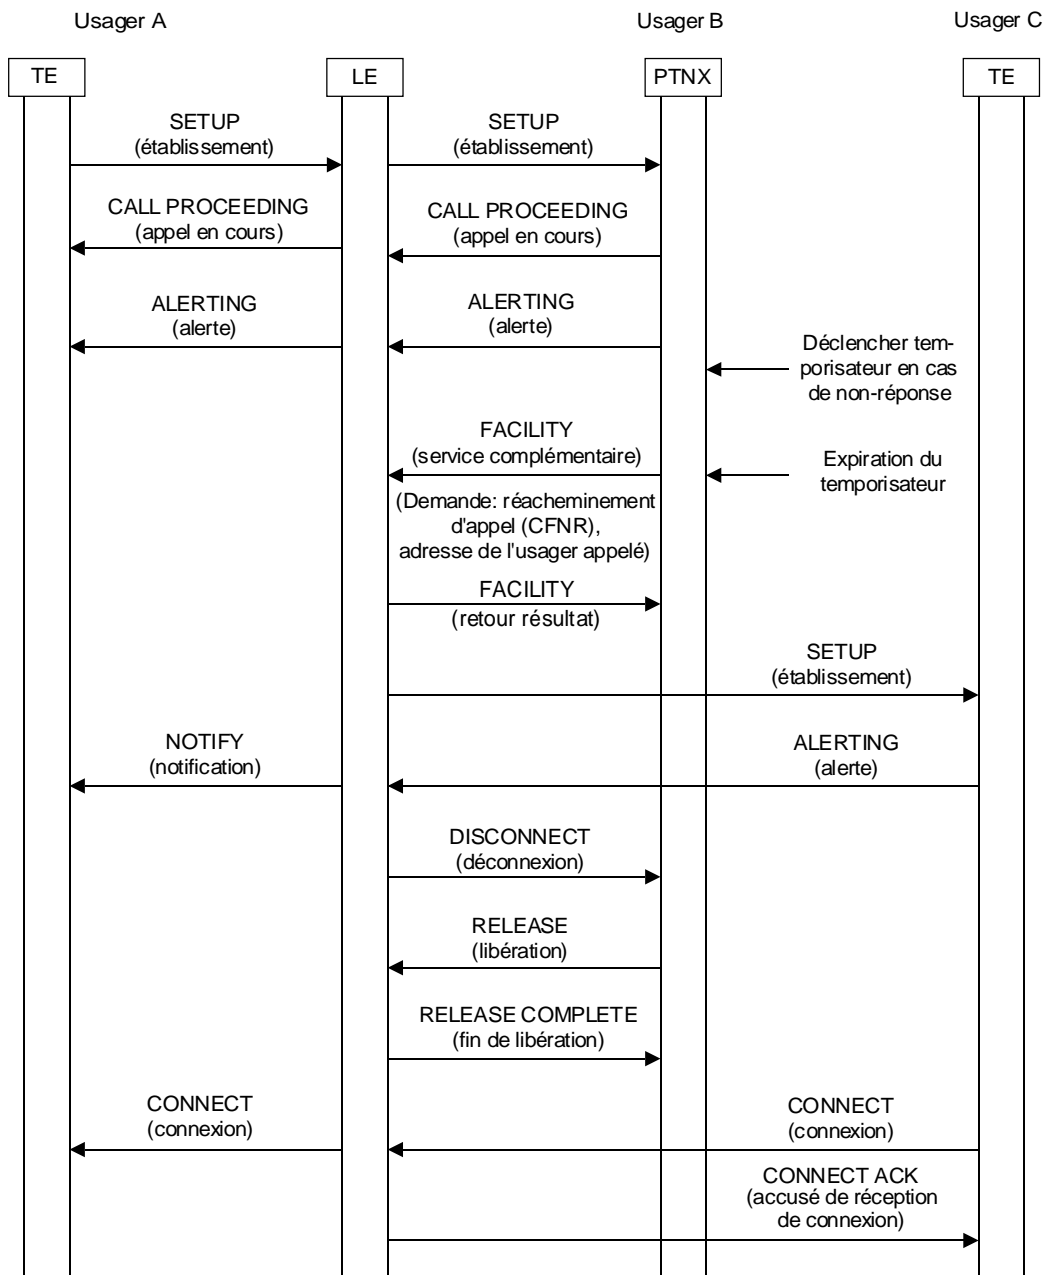 Usager A
Usager B
Usager C
TE
LE
PTNX
TE
SETUP
(établissement)
SETUP
(établissement)
CALL PROCEEDING
(appel en cours)
CALL PROCEEDING
(appel en cours)
ALERTING
(alerte)
ALERTING
(alerte)
Déclencher tem-
porisateur en cas
de non-réponse
FACILITY
(service complémentaire)
Expiration du
temporisateur
(Demande: réacheminement
d'appel (CFNR),
adresse de l'usager appelé)
FACILITY
(retour résultat)
SETUP
(établissement)
NOTIFY
(notification)
ALERTING
(alerte)
DISCONNECT
(déconnexion)
RELEASE
(libération)
RELEASE COMPLETE
(fin de libération)
CONNECT
(connexion)
CONNECT
(connexion)
CONNECT ACK
(accusé de réception
de connexion)